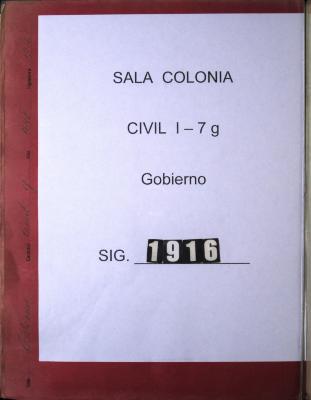 SALA COLONIA
CIVIL I – 7 g
Gobierno
SIG. 1916